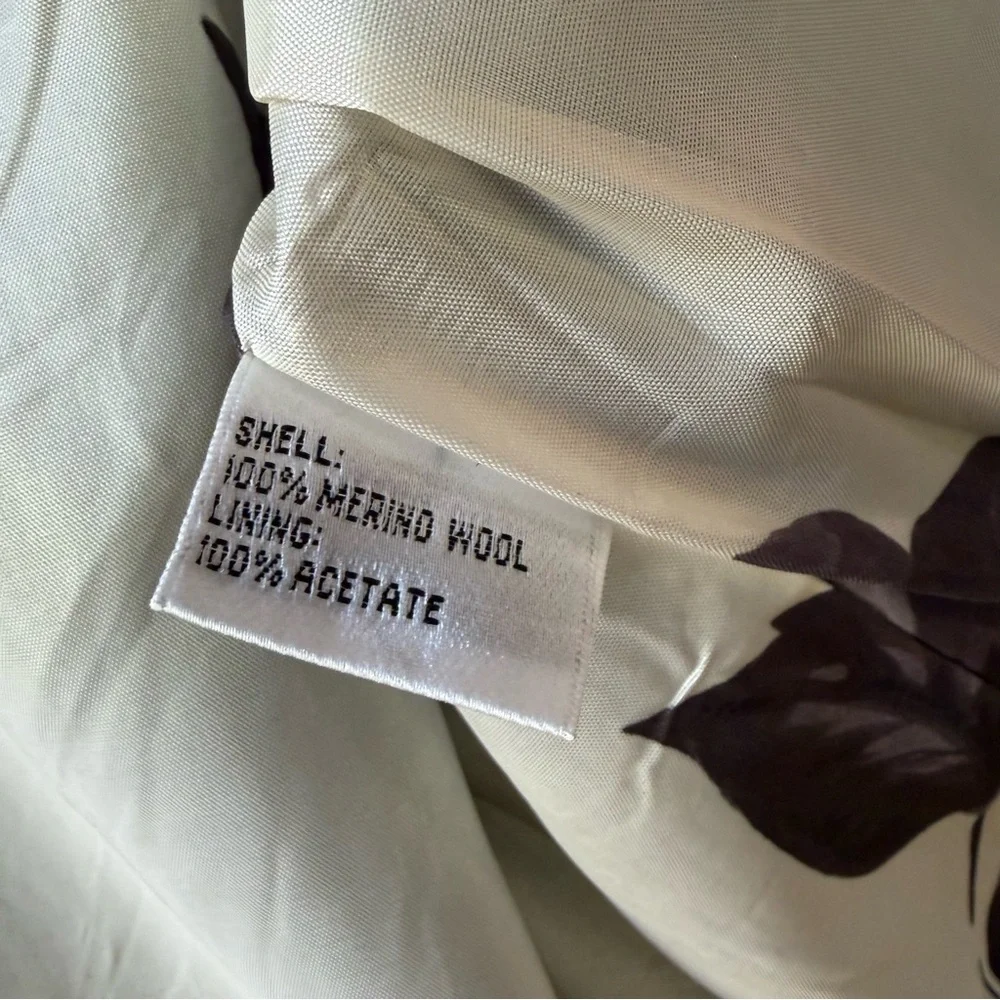 SHELL:
100% MERINO WOOL
LINING:
100% ACETATE